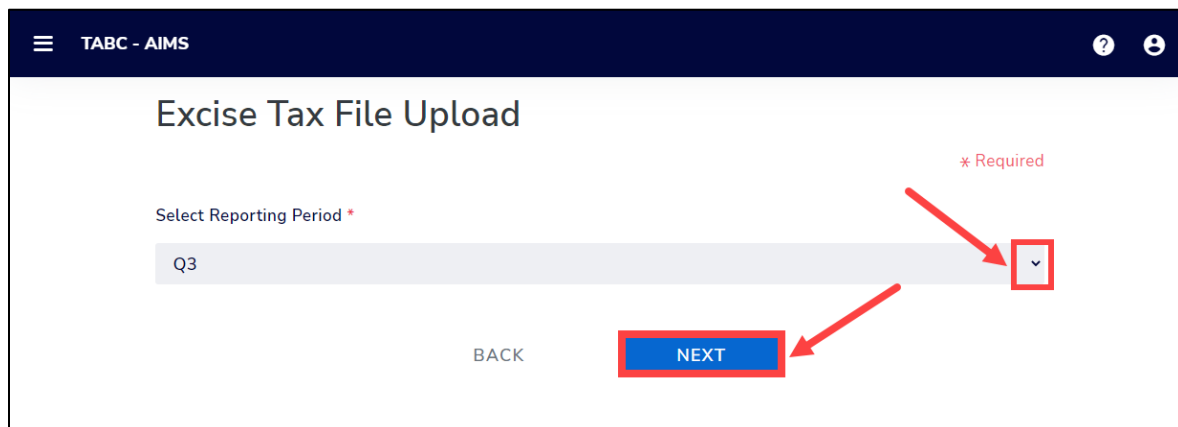 TABC - AIMS
Excise Tax File Upload
* Required
Select Reporting Period *
Q3
BACK NEXT